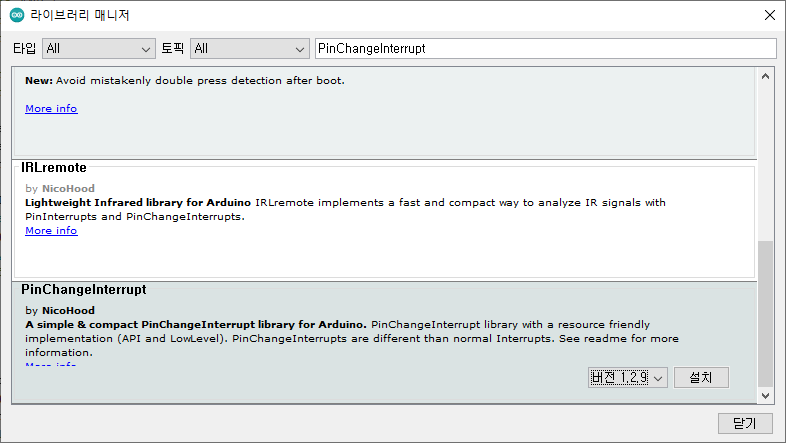 라이브러리 매니저
타입 All 토픽 All PinChangeInterrupt
New: Avoid mistakenly double press detection after boot.
More info
IRLremote
by NicoHood
Lightweight Infrared library for Arduino IRLremote implements a fast and compact way to analyze IR signals with
PinInterrupts and PinChangeInterrupts.
More info
PinChangeInterrupt
by NicoHood
A simple & compact PinChangeInterrupt library for Arduino. PinChangeInterrupt library with a resource friendly
implementation (API and LowLevel). PinChangeInterrupts are different than normal Interrupts. See readme for more
information.
More info
버전 1.2.9 설치
닫기